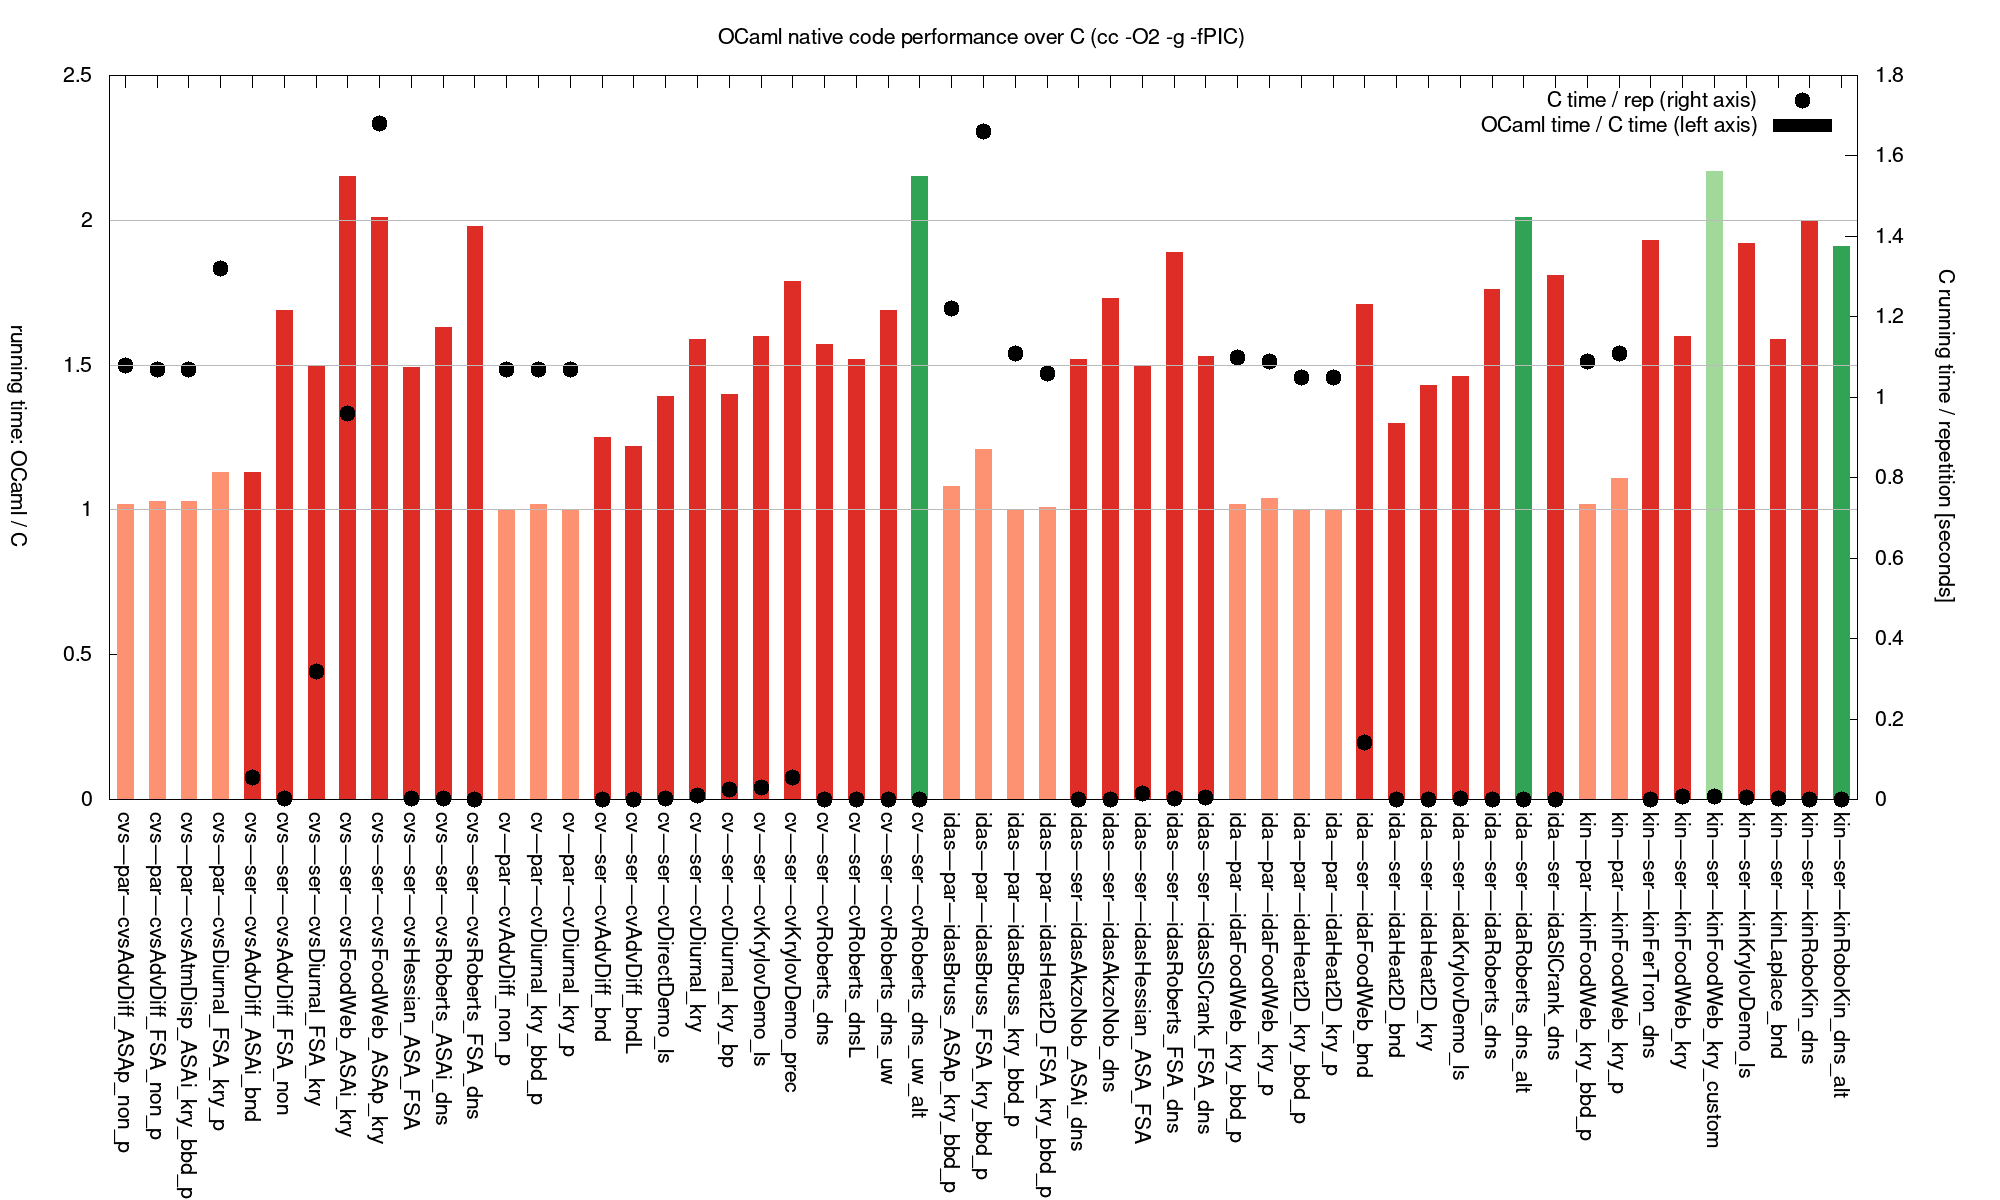 OCaml native code performance over C (cc -O2 -g -fPIC)
C time / rep (right axis)
OCaml time / C time (left axis)
running time: OCaml / C
2.5
2
1.5
1
0.5
0
1.8
1.6
1.4
1.2
1
0.8
0.6
0.4
0.2
0
C running time / repetition [seconds]
cvs--par--cvsAdvDiff_ASAp_non_p
cvs--par--cvsAdvDiff_FSA_non_p
cvs--par--cvsAtmDisp_ASAi_kry_bbd_p
cvs--par--cvsDiurnal_FSA_kry_p
cvs--ser--cvsAdvDiff_ASAi_bnd
cvs--ser--cvsAdvDiff_FSA_non
cvs--ser--cvsDiurnal_FSA_kry
cvs--ser--cvsFoodWeb_ASAi_kry
cvs--ser--cvsFoodWeb_ASAp_kry
cvs--ser--cvsHessian_ASA_FSA
cvs--ser--cvsRoberts_ASAi_dns
cvs--ser--cvsRoberts_FSA_dns
cv--par--cvAdvDiff_non_p
cv--par--cvDiurnal_kry_bbd_p
cv--par--cvDiurnal_kry_p
cv--ser--cvAdvDiff_bnd
cv--ser--cvAdvDiff_bndL
cv--ser--cvDirectDemo_ls
cv--ser--cvDiurnal_kry
cv--ser--cvDiurnal_kry_bp
cv--ser--cvKrylovDemo_ls
cv--ser--cvKrylovDemo_prec
cv--ser--cvRoberts_dns
cv--ser--cvRoberts_dnsL
cv--ser--cvRoberts_dns_uw
cv--ser--cvRoberts_dns_uw_alt
idas--par--idasBruss_ASAp_kry_bbd_p
idas--par--idasBruss_FSA_kry_bbd_p
idas--par--idasBruss_kry_bbd_p
idas--par--idasHeat2D_FSA_kry_bbd_p
idas--ser--idasAkzoNob_ASAi_dns
idas--ser--idasAkzoNob_dns
idas--ser--idasHessian_ASA_FSA
idas--ser--idasRoberts_FSA_dns
idas--ser--idasSlCrank_FSA_dns
ida--par--idaFoodWeb_kry_bbd_p
ida--par--idaFoodWeb_kry_p
ida--par--idaHeat2D_kry_bbd_p
ida--par--idaHeat2D_kry_p
ida--ser--idaFoodWeb_bnd
ida--ser--idaHeat2D_bnd
ida--ser--idaHeat2D_kry
ida--ser--idaKrylovDemo_ls
ida--ser--idaRoberts_dns
ida--ser--idaRoberts_dns_alt
ida--ser--idaSlCrank_dns
kin--par--kinFoodWeb_kry_bbd_p
kin--par--kinFoodWeb_kry_p
kin--ser--kinFerTron_dns
kin--ser--kinFoodWeb_kry
kin--ser--kinFoodWeb_kry_custom
kin--ser--kinKrylovDemo_ls
kin--ser--kinLaplace_bnd
kin--ser--kinRoboKin_dns
kin--ser--kinRoboKin_dns_alt